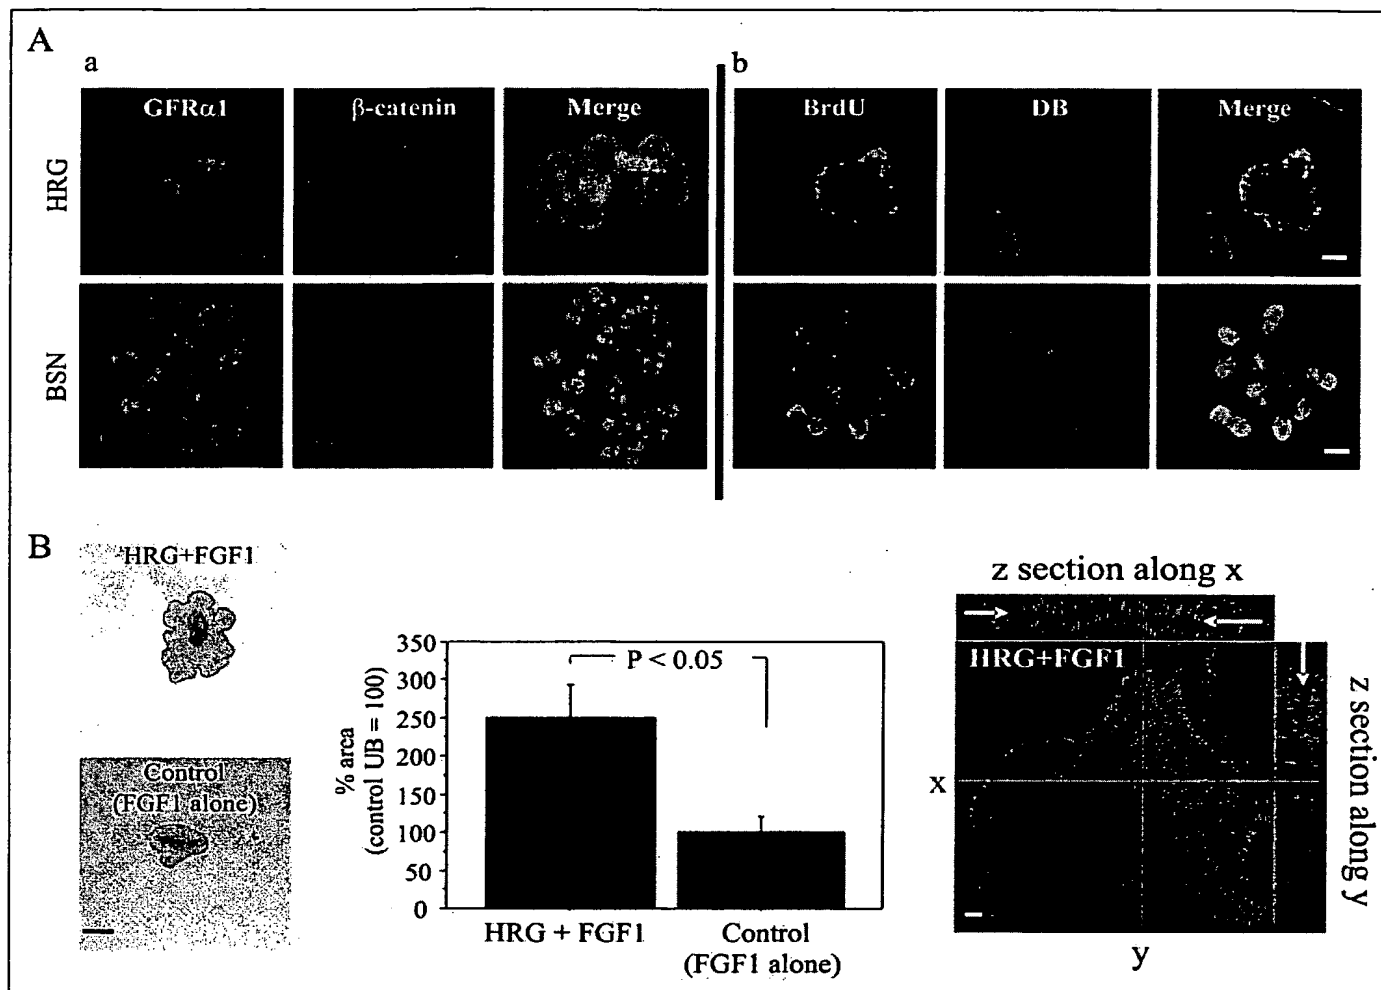 A
a
b
GFRα1
β-catenin
Merge
BrdU
DB
Merge
HRG
BSN
B
HRG+FGF1
Control
(FGF1 alone)
% area
(control UB = 100)
350
300
250
200
150
100
50
0
P < 0.05
HRG + FGF1
Control
(FGF1 alone)
z section along x
HRG+FGF1
x
y
z section along y